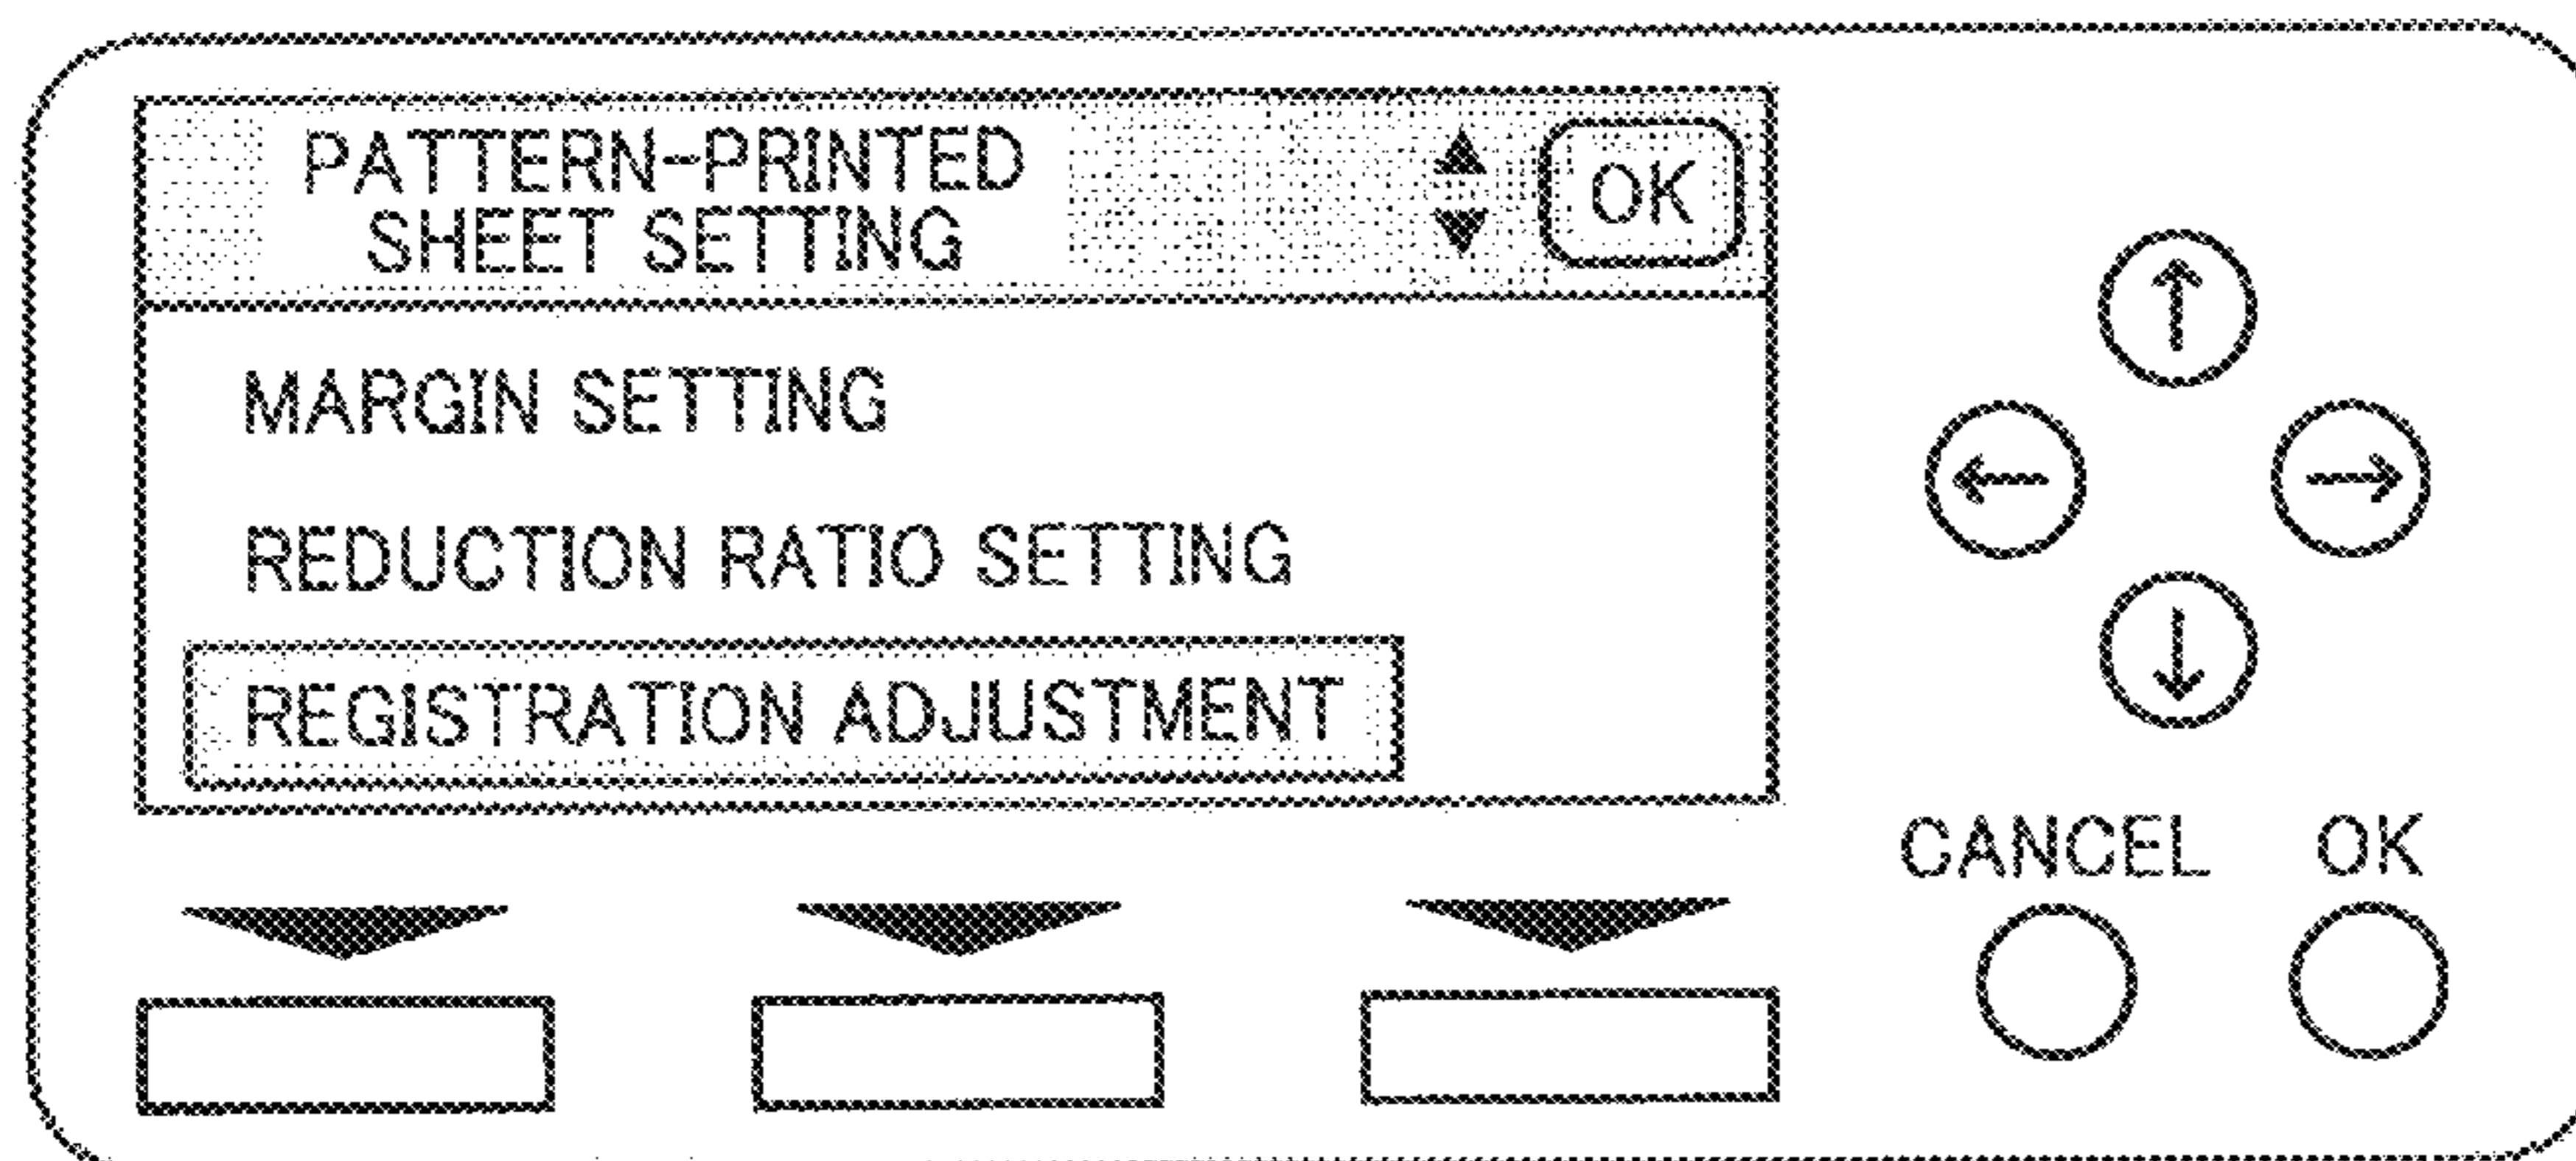 PATTERN-PRINTED
SHEET SETTING
OK
MARGIN SETTING
REDUCTION RATIO SETTING
REGISTRATION ADJUSTMENT
CANCEL OK